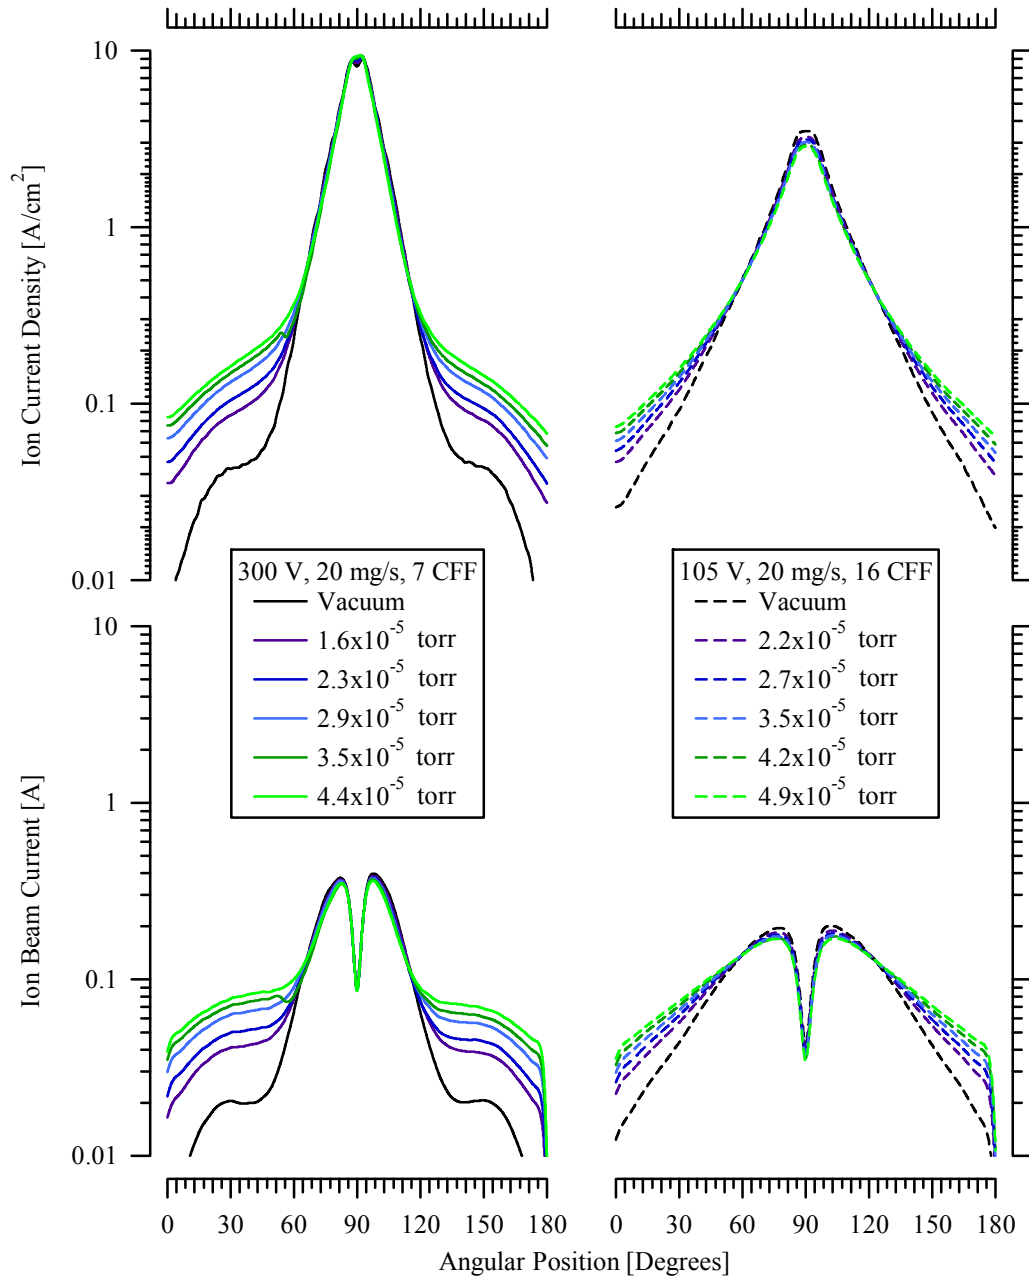 10
1
0.1
0.01
Ion Current Density [A/cm²]
300 V, 20 mg/s, 7 CFF
Vacuum
1.6x10⁻⁵ torr
2.3x10⁻⁵ torr
2.9x10⁻⁵ torr
3.5x10⁻⁵ torr
4.4x10⁻⁵ torr
105 V, 20 mg/s, 16 CFF
Vacuum
2.2x10⁻⁵ torr
2.7x10⁻⁵ torr
3.5x10⁻⁵ torr
4.2x10⁻⁵ torr
4.9x10⁻⁵ torr
10
1
0.1
0.01
Ion Beam Current [A]
0 30 60 90 120 150 180 0 30 60 90 120 150 180
Angular Position [Degrees]